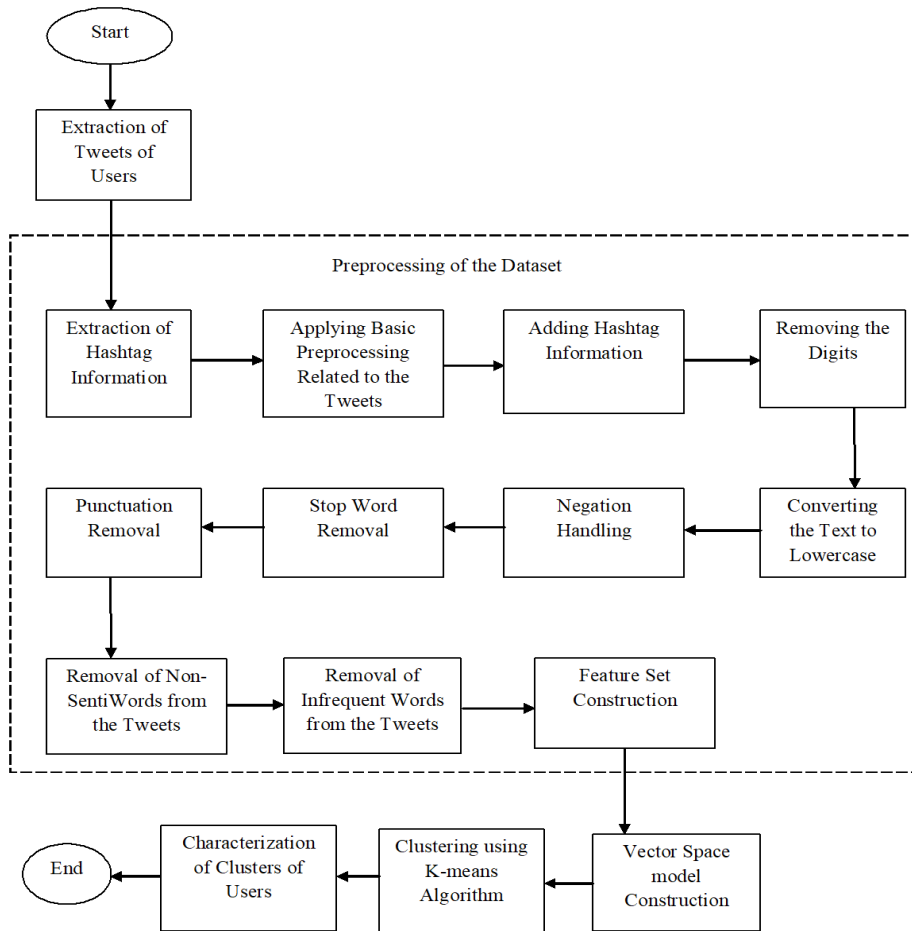 Start
Extraction of
Tweets of
Users
Preprocessing of the Dataset
Extraction of
Hashtag
Information
Applying Basic
Preprocessing
Related to the
Tweets
Adding Hashtag
Information
Removing the
Digits
Converting
the Text to
Lowercase
Negation
Handling
Stop Word
Removal
Punctuation
Removal
Removal of Non-
SentiWords from
the Tweets
Removal of
Infrequent Words
from the Tweets
Feature Set
Construction
Vector Space
model
Construction
Clustering using
K-means
Algorithm
Characterization
of Clusters of
Users
End